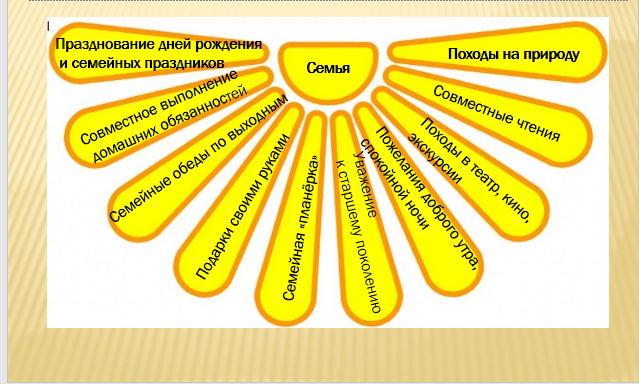 Празднование дней рождения
и семейных праздников
Совместное выполнение
домашних обязанностей
Семейные обеды по выходным
Подарки своими руками
Семейная «планёрка»
Уважение
к старшему поколению
Пожелания доброго утра,
спокойной ночи
Походы в театр, кино,
экскурсии
Совместные чтения
Походы на природу
Семья